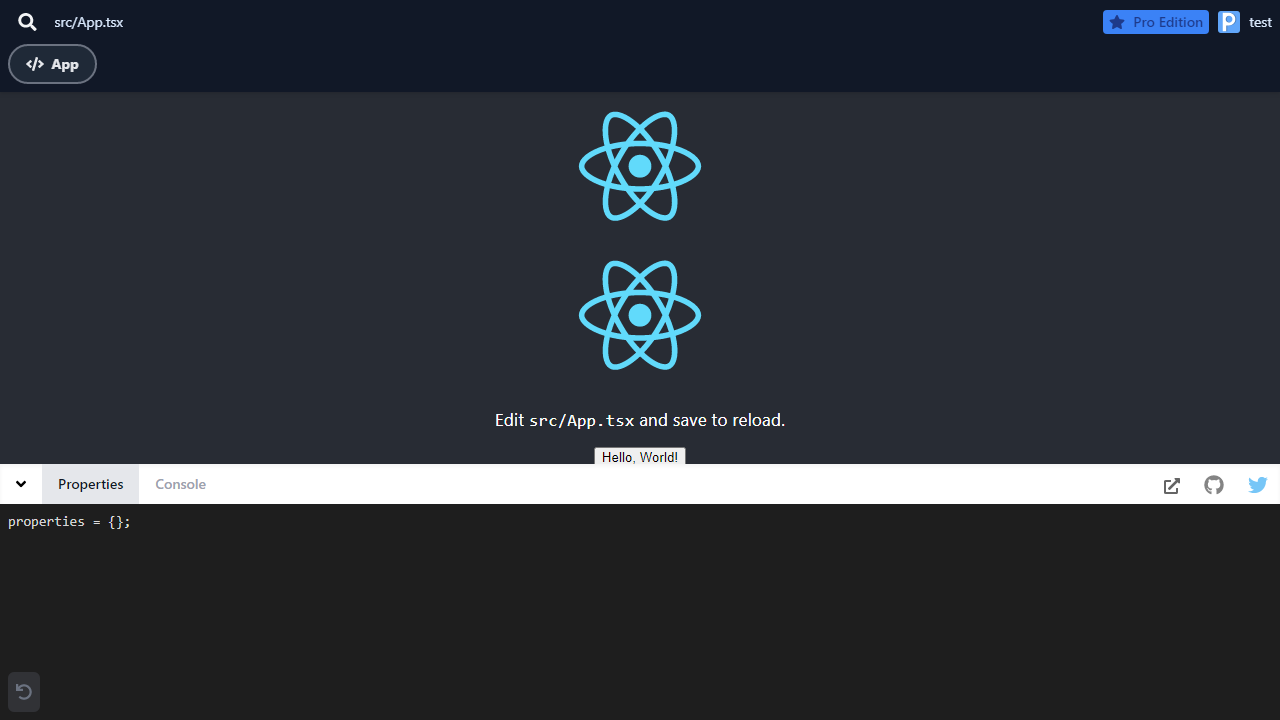 src/App.tsx
Pro Edition
P test
</> App
Edit src/App.tsx and save to reload.
Hello, World!
Properties Console
properties = {};